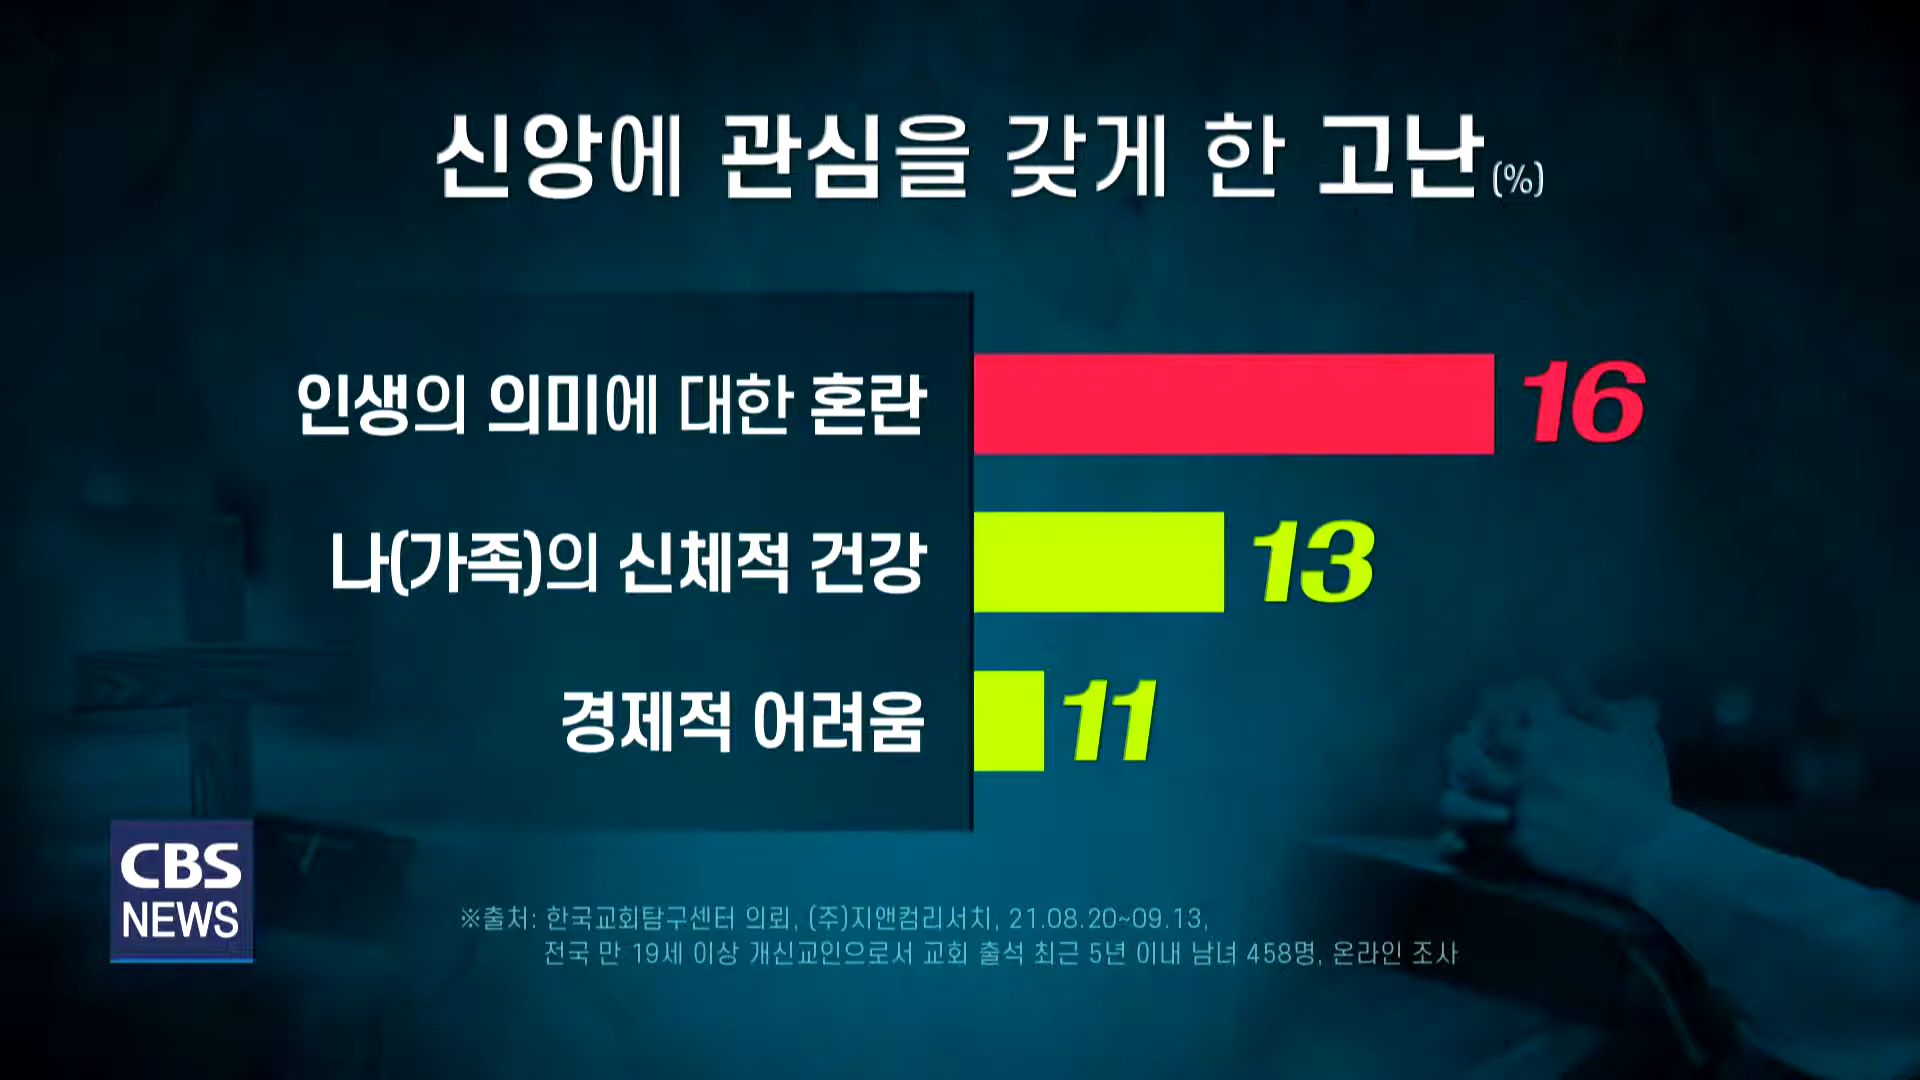 신앙에 관심을 갖게 한 고난(%)
인생의 의미에 대한 혼란 16
나(가족)의 신체적 건강 13
경제적 어려움 11
CBS
NEWS
※출처: 한국교회탐구센터 의뢰, (주)지앤컴리서치, 21.08.20~09.13,
전국 만 19세 이상 개신교인으로서 교회 출석 최근 5년 이내 남녀 458명, 온라인 조사